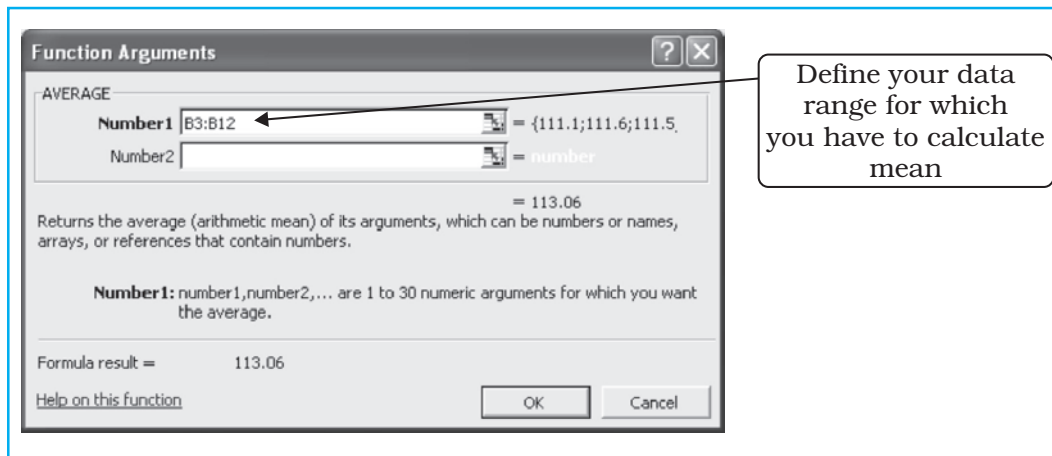 Function Arguments
AVERAGE
Number1 B3:B12 = {111.1;111.6;111.5
Number2 = number
= 113.06
Returns the average (arithmetic mean) of its arguments, which can be numbers or names,
arrays, or references that contain numbers.
Number1: number1,number2,... are 1 to 30 numeric arguments for which you want
the average.
Formula result = 113.06
Help on this function
OK Cancel
Define your data
range for which
you have to calculate
mean